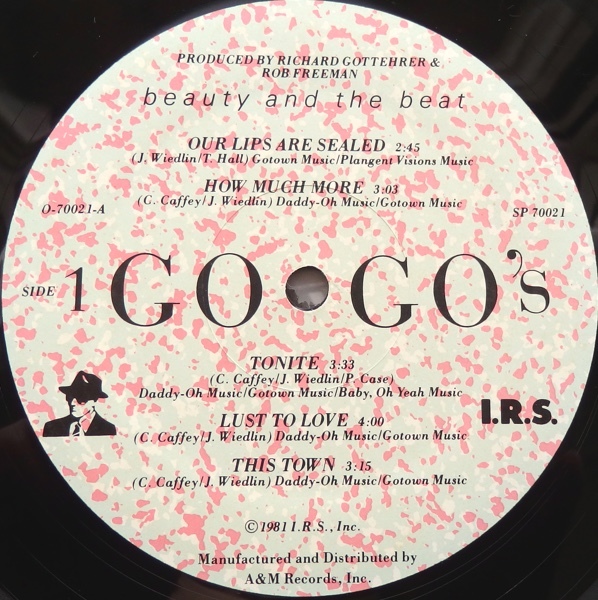 PRODUCED BY RICHARD GOTTEHRER &
ROB FREEMAN
beauty and the beat
OUR LIPS ARE SEALED 2:45
(J. Wiedlin/T. Hall) Gotown Music/Plangent Visions Music
HOW MUCH MORE 3:03
(C. Caffey/J. Wiedlin) Daddy-Oh Music/Gotown Music
O-70021-A
SP 70021
SIDE 1 GO GO's
TONITE 3:33
(C. Caffey/J. Wiedlin/P. Case)
Daddy-Oh Music/Gotown Music/Baby, Oh Yeah Music
I.R.S.
LUST TO LOVE 4:00
(C. Caffey/J. Wiedlin) Daddy-Oh Music/Gotown Music
THIS TOWN 3:15
(C. Caffey/J. Wiedlin) Daddy-Oh Music/Gotown Music
©1981 I.R.S., Inc.
Manufactured and Distributed by
A&M Records, Inc.